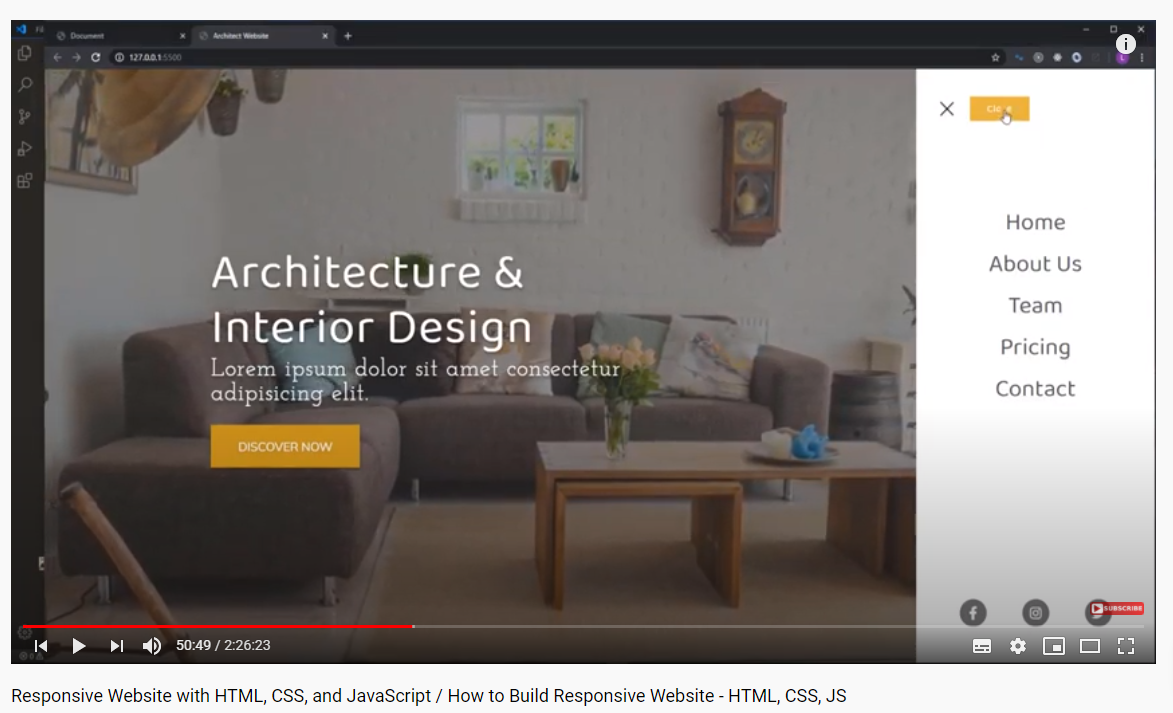 Document
Architect Website
127.0.0.1:5500
Close
Home
About Us
Team
Pricing
Contact
Architecture &
Interior Design
Lorem ipsum dolor sit amet consectetur
adipisicing elit.
DISCOVER NOW
SUBSCRIBE
50:49 / 2:26:23
Responsive Website with HTML, CSS, and JavaScript / How to Build Responsive Website - HTML, CSS, JS